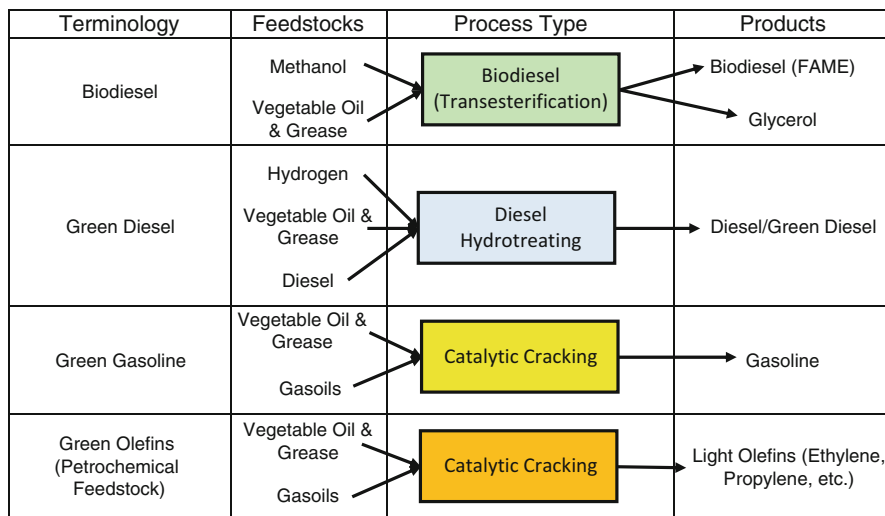 Terminology
Feedstocks
Process Type
Products
Biodiesel
Methanol
Vegetable Oil
& Grease
Biodiesel
(Transesterification)
Biodiesel (FAME)
Glycerol
Green Diesel
Hydrogen
Vegetable Oil &
Grease
Diesel
Diesel
Hydrotreating
Diesel/Green Diesel
Green Gasoline
Vegetable Oil &
Grease
Gasoils
Catalytic Cracking
Gasoline
Green Olefins
(Petrochemical
Feedstock)
Vegetable Oil &
Grease
Gasoils
Catalytic Cracking
Light Olefins (Ethylene,
Propylene, etc.)